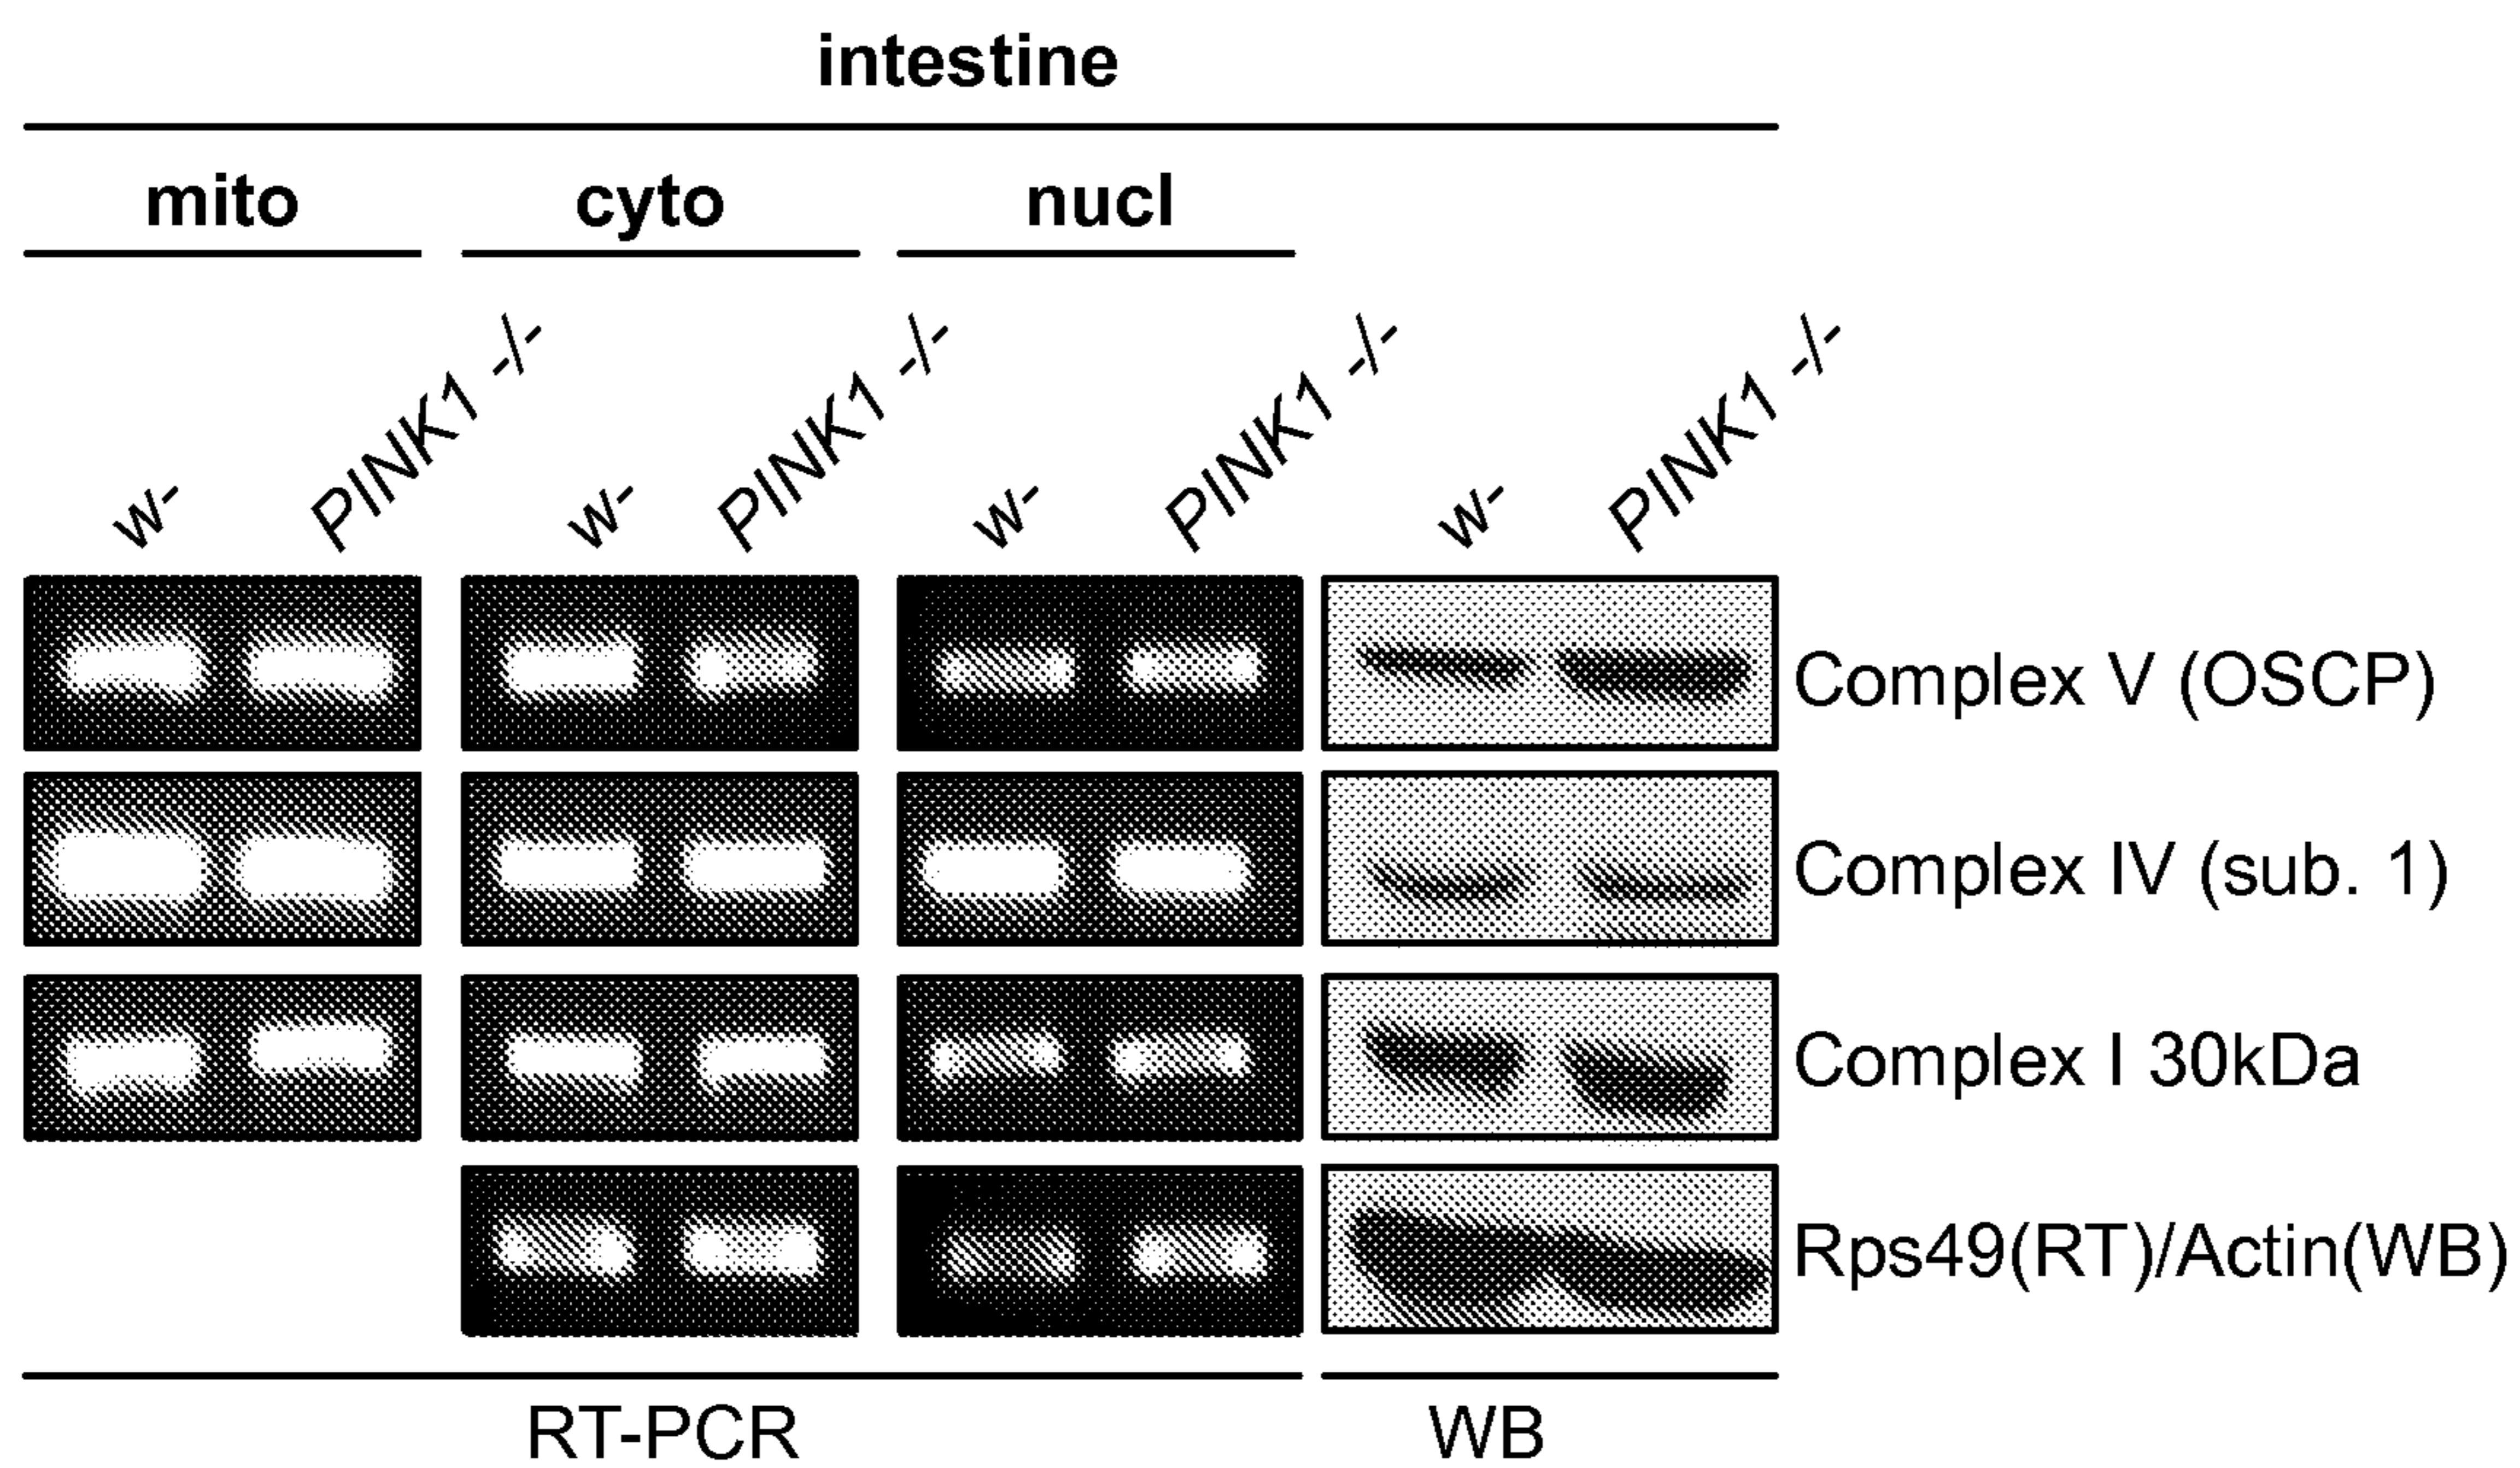 intestine
mito cyto nucl
w- PINK1 -/- w- PINK1 -/- w- PINK1 -/- w- PINK1 -/-
Complex V (OSCP)
Complex IV (sub. 1)
Complex I 30kDa
Rps49(RT)/Actin(WB)
RT-PCR WB